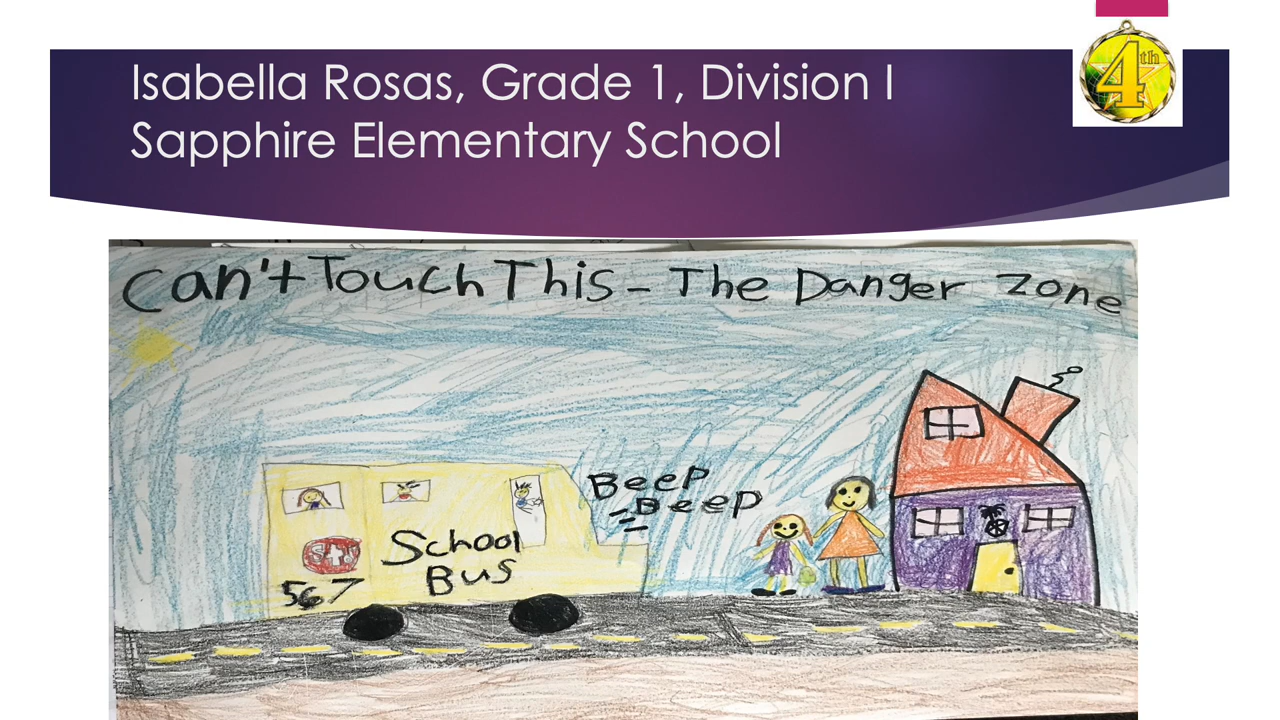 Isabella Rosas, Grade 1, Division I
Sapphire Elementary School
4th
Can't Touch This - The Danger Zone
Beep
Beep
School
Bus
STOP
567